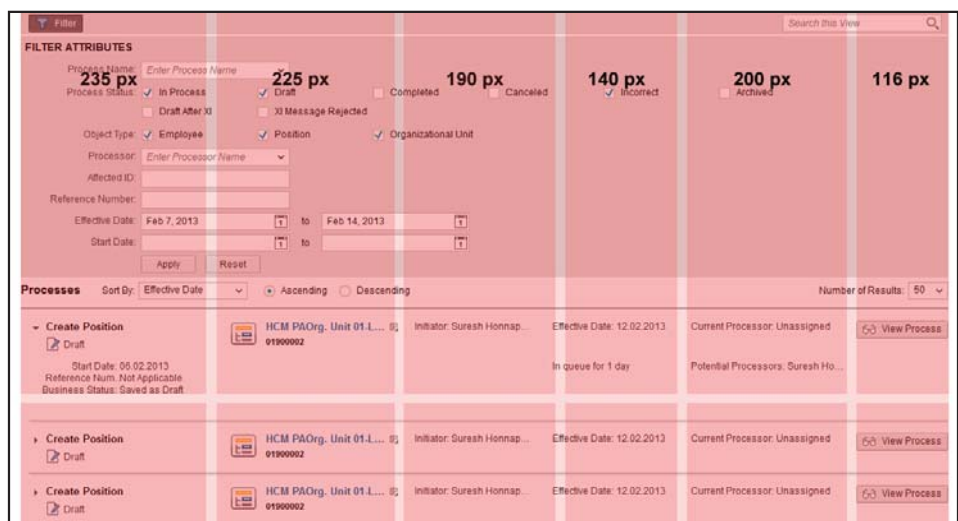 Filter
Search this View
FILTER ATTRIBUTES
Process Name: Enter Process Name
235 px 225 px 190 px 140 px 200 px 116 px
Process Status: In Process Draft Completed Canceled Incorrect Archived
Draft After XI XI Message Rejected
Object Type: Employee Position Organizational Unit
Processor: Enter Processor Name
Affected ID:
Reference Number:
Effective Date: Feb 7, 2013 to Feb 14, 2013
Start Date: to
Apply Reset
Processes Sort By: Effective Date Ascending Descending Number of Results: 50
Create Position HCM PAOrg. Unit 01-L... Initiator: Suresh Honnap... Effective Date: 12.02.2013 Current Processor: Unassigned View Process
Draft 01900002
Start Date: 06.02.2013 In queue for 1 day Potential Processors: Suresh Ho...
Reference Num. Not Applicable
Business Status: Saved as Draft
Create Position HCM PAOrg. Unit 01-L... Initiator: Suresh Honnap... Effective Date: 12.02.2013 Current Processor: Unassigned View Process
Draft 01900002
Create Position HCM PAOrg. Unit 01-L... Initiator: Suresh Honnap... Effective Date: 12.02.2013 Current Processor: Unassigned View Process
Draft 01900002